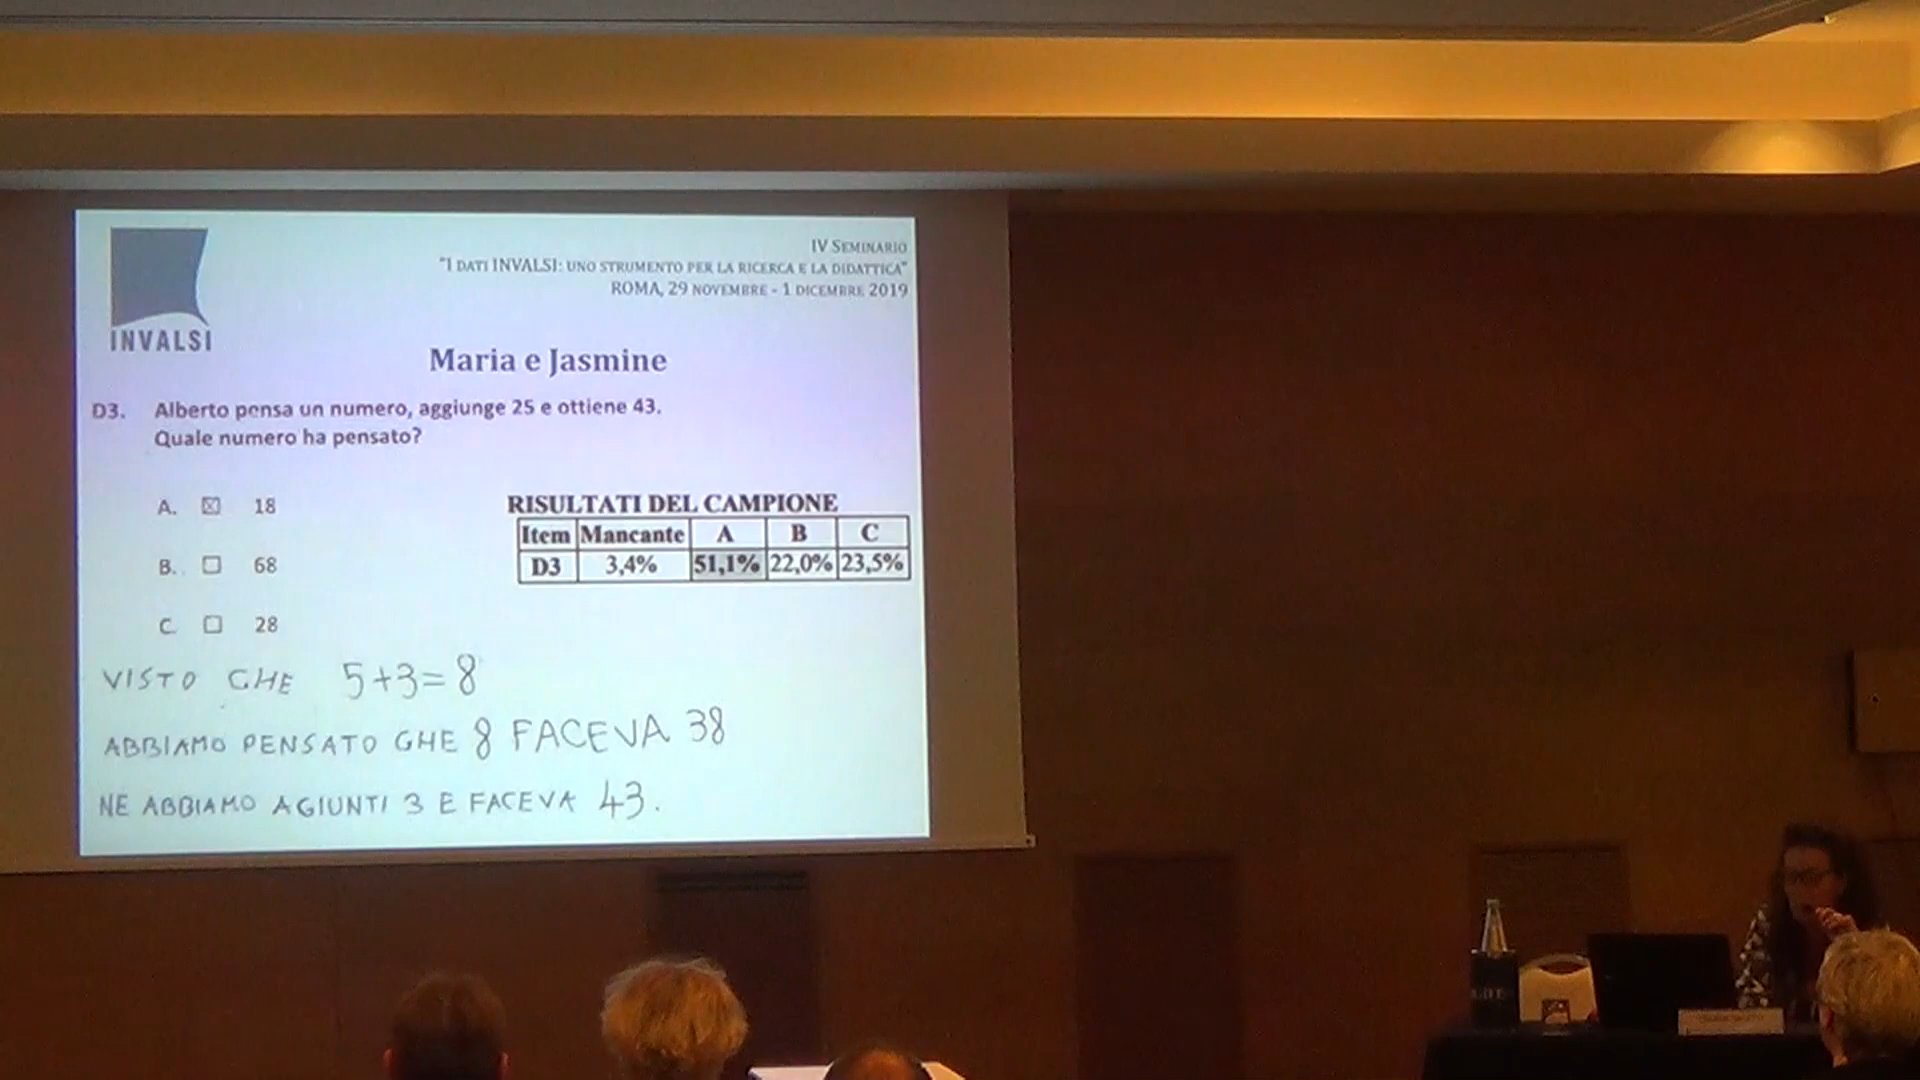 IV SEMINARIO
"I DATI INVALSI: UNO STRUMENTO PER LA RICERCA E LA DIDATTICA"
ROMA, 29 NOVEMBRE - 1 DICEMBRE 2019
INVALSI
Maria e Jasmine
D3. Alberto pensa un numero, aggiunge 25 e ottiene 43.
Quale numero ha pensato?
A. ☒ 18
B. ☐ 68
C. ☐ 28
RISULTATI DEL CAMPIONE
Item Mancante A B C
D3 3,4% 51,1% 22,0% 23,5%
VISTO CHE 5+3=8
ABBIAMO PENSATO CHE 8 FACEVA 38
NE ABBIAMO AGIUNTI 3 E FACEVA 43.